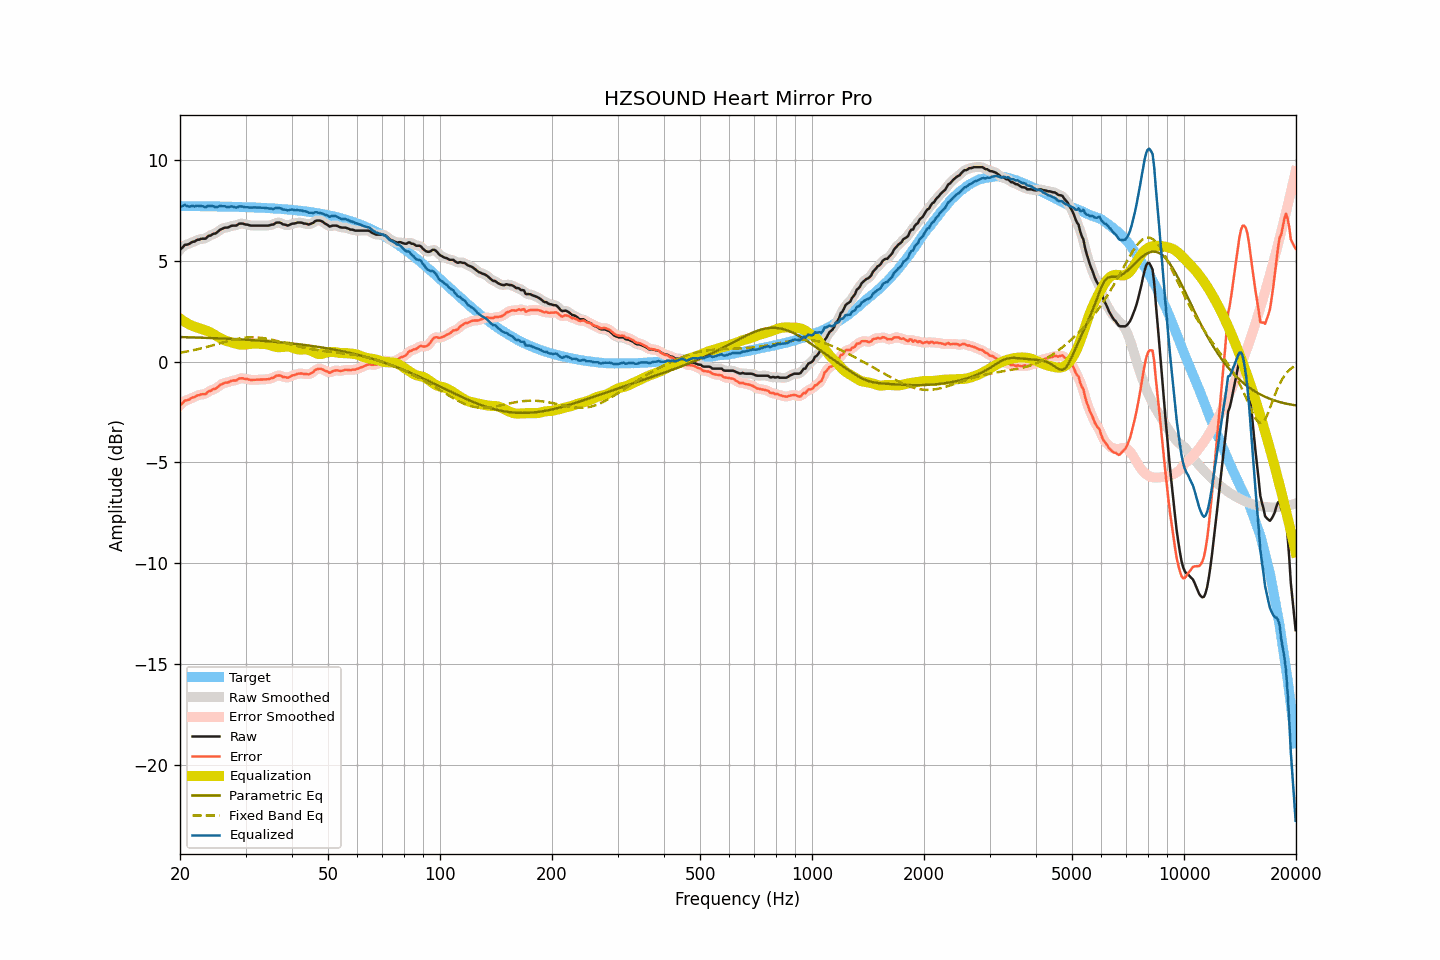 HZSOUND Heart Mirror Pro
10
5
0
−5
−10
−15
−20
Amplitude (dBr)
Target
Raw Smoothed
Error Smoothed
Raw
Error
Equalization
Parametric Eq
Fixed Band Eq
Equalized
20 50 100 200 500 1000 2000 5000 10000 20000
Frequency (Hz)